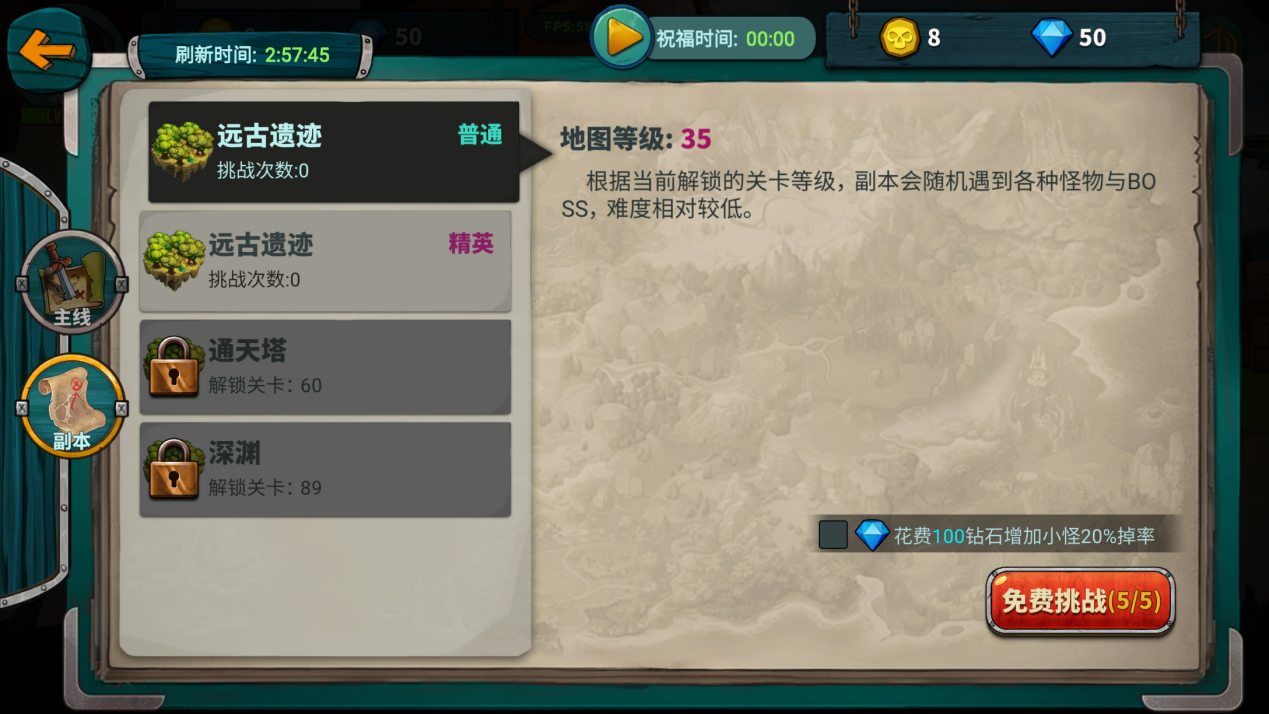 刷新时间: 2:57:45
50
FPS:58
祝福时间: 00:00
8
50
远古遗迹
普通
挑战次数:0
远古遗迹
精英
挑战次数:0
通天塔
解锁关卡：60
深渊
解锁关卡：89
主线
副本
地图等级: 35
根据当前解锁的关卡等级，副本会随机遇到各种怪物与BO
SS，难度相对较低。
花费100钻石增加小怪20%掉率
免费挑战(5/5)